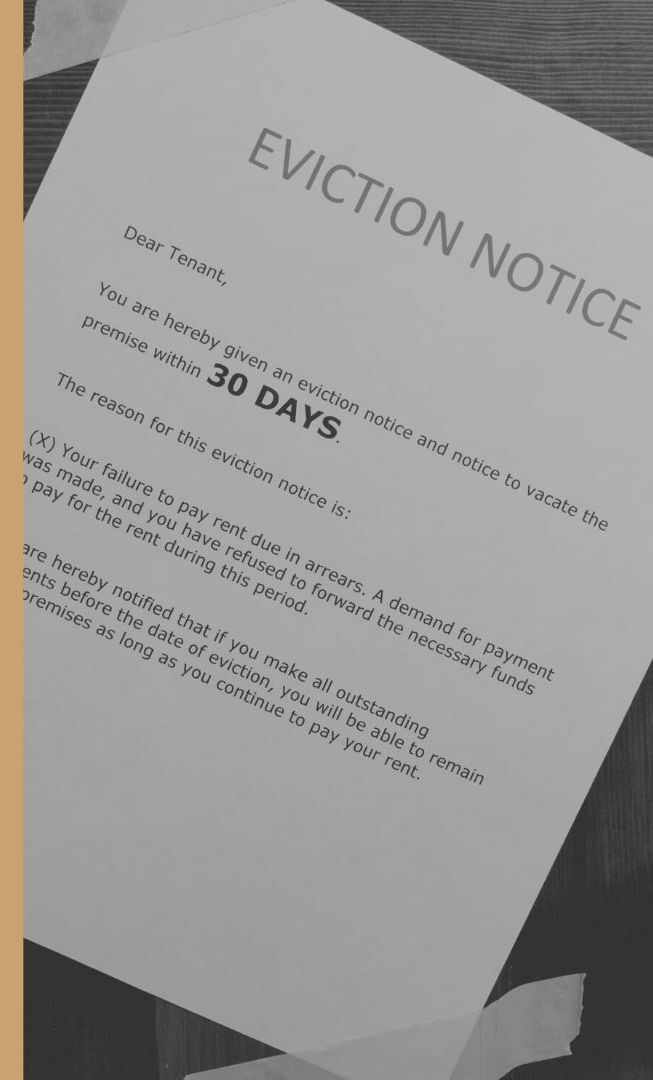 EVICTION NOTICE
Dear Tenant,
You are hereby given an eviction notice and notice to vacate the
premise within 30 DAYS.
The reason for this eviction notice is:
(X) Your failure to pay rent due in arrears. A demand for payment
was made, and you have refused to forward the necessary funds
pay for the rent during this period.
are hereby notified that if you make all outstanding
ents before the date of eviction, you will be able to remain
premises as long as you continue to pay your rent.